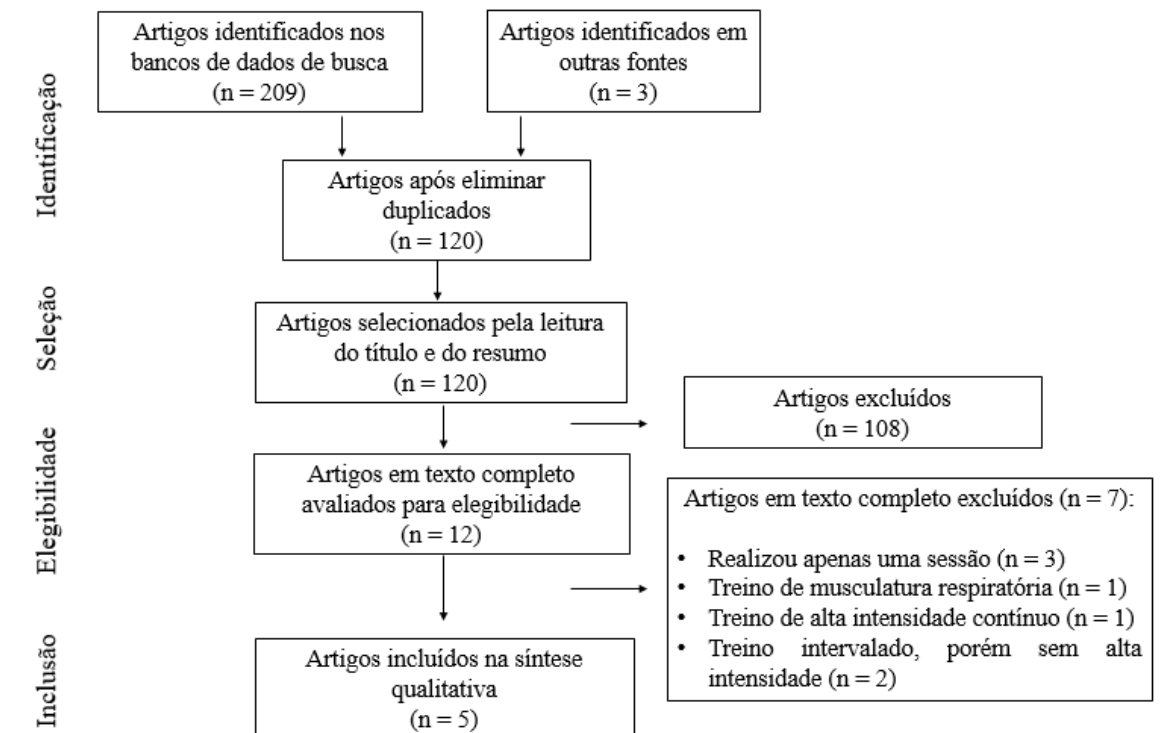 Identificação
Artigos identificados nos
bancos de dados de busca
(n = 209)
Artigos identificados em
outras fontes
(n = 3)
Artigos após eliminar
duplicados
(n = 120)
Seleção
Artigos selecionados pela leitura
do título e do resumo
(n = 120)
Artigos excluídos
(n = 108)
Elegibilidade
Artigos em texto completo
avaliados para elegibilidade
(n = 12)
Artigos em texto completo excluídos (n = 7):
• Realizou apenas uma sessão (n = 3)
• Treino de musculatura respiratória (n = 1)
• Treino de alta intensidade contínuo (n = 1)
• Treino intervalado, porém sem alta
intensidade (n = 2)
Inclusão
Artigos incluídos na síntese
qualitativa
(n = 5)